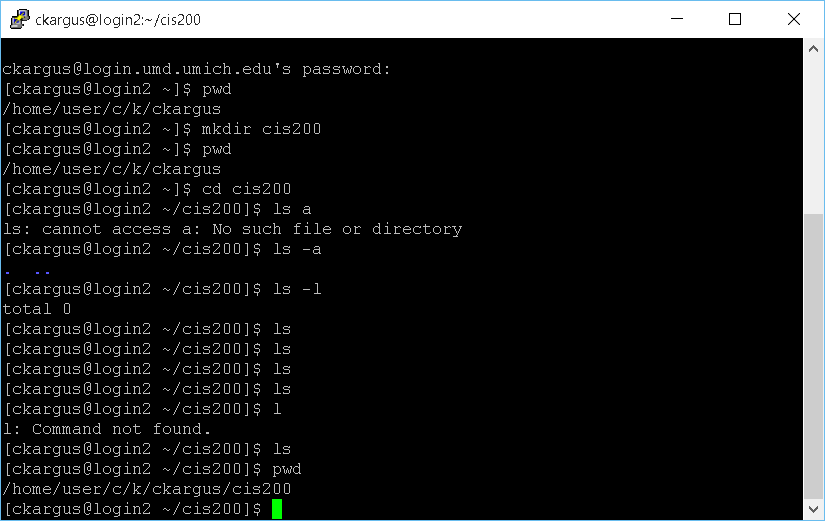 ckargus@login2:~/cis200
ckargus@login.umd.umich.edu's password:
[ckargus@login2 ~]$ pwd
/home/user/c/k/ckargus
[ckargus@login2 ~]$ mkdir cis200
[ckargus@login2 ~]$ pwd
/home/user/c/k/ckargus
[ckargus@login2 ~]$ cd cis200
[ckargus@login2 ~/cis200]$ ls a
ls: cannot access a: No such file or directory
[ckargus@login2 ~/cis200]$ ls -a
.  ..
[ckargus@login2 ~/cis200]$ ls -l
total 0
[ckargus@login2 ~/cis200]$ ls
[ckargus@login2 ~/cis200]$ ls
[ckargus@login2 ~/cis200]$ ls
[ckargus@login2 ~/cis200]$ ls
[ckargus@login2 ~/cis200]$ l
l: Command not found.
[ckargus@login2 ~/cis200]$ ls
[ckargus@login2 ~/cis200]$ pwd
/home/user/c/k/ckargus/cis200
[ckargus@login2 ~/cis200]$